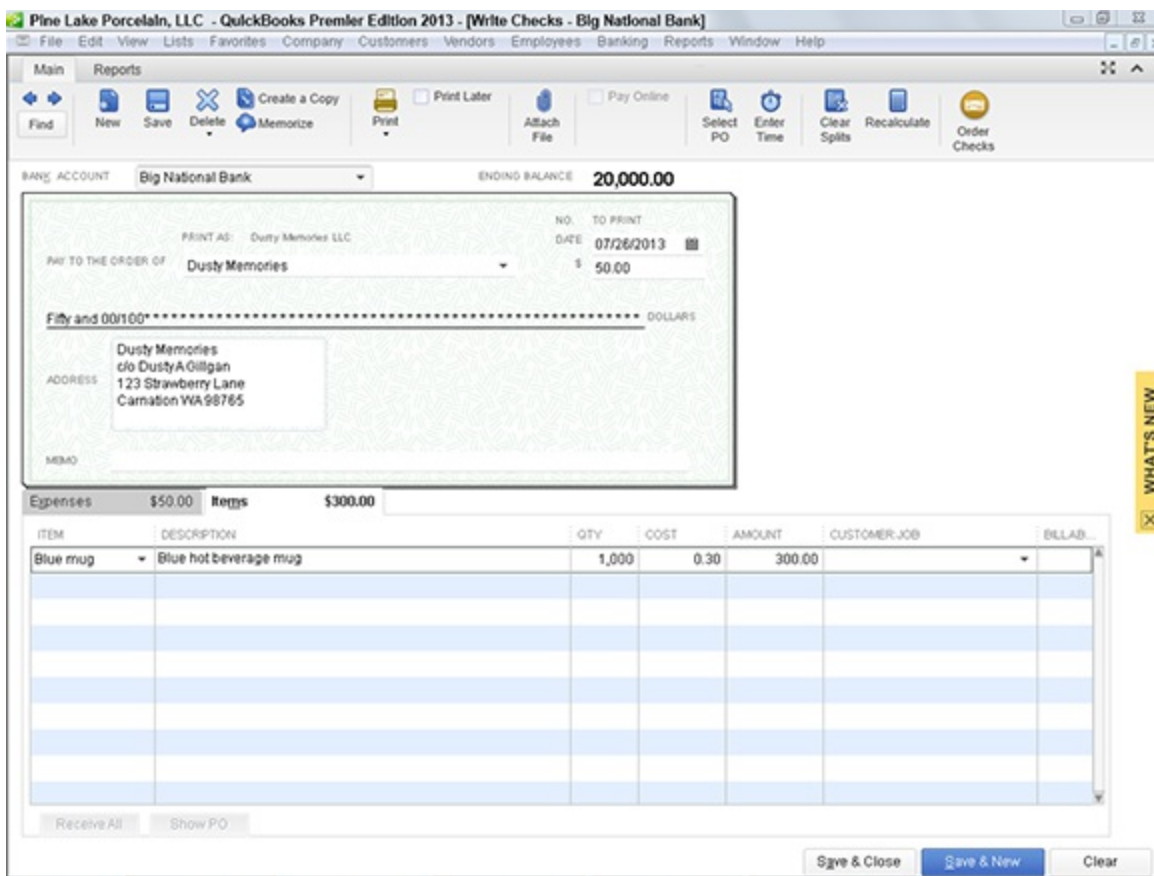 Pine Lake Porcelain, LLC - QuickBooks Premier Edition 2013 - [Write Checks - Big National Bank]
File Edit View Lists Favorites Company Customers Vendors Employees Banking Reports Window Help
Main Reports
Find New Save Delete Create a Copy Memorize Print Print Later Attach File Pay Online Select PO Enter Time Clear Splits Recalculate Order Checks
BANK ACCOUNT Big National Bank ENDING BALANCE 20,000.00
NO. TO PRINT
PRINT AS: Dusty Memories LLC
DATE 07/26/2013
PAY TO THE ORDER OF Dusty Memories $ 50.00
Fifty and 00/100* * * * * * * * * * * * * * * * * * * * * * * * * * * * * * * * * * * * * * * * * * * * * * * * * * * * * * * * * DOLLARS
ADDRESS
Dusty Memories
c/o Dusty A Gillgan
123 Strawberry Lane
Carnation WA 98765
MEMO
Expenses $50.00 Items $300.00
ITEM DESCRIPTION QTY COST AMOUNT CUSTOMER:JOB BILLAB...
Blue mug Blue hot beverage mug 1,000 0.30 300.00
Receive All Show PO
Save & Close Save & New Clear
WHAT'S NEW